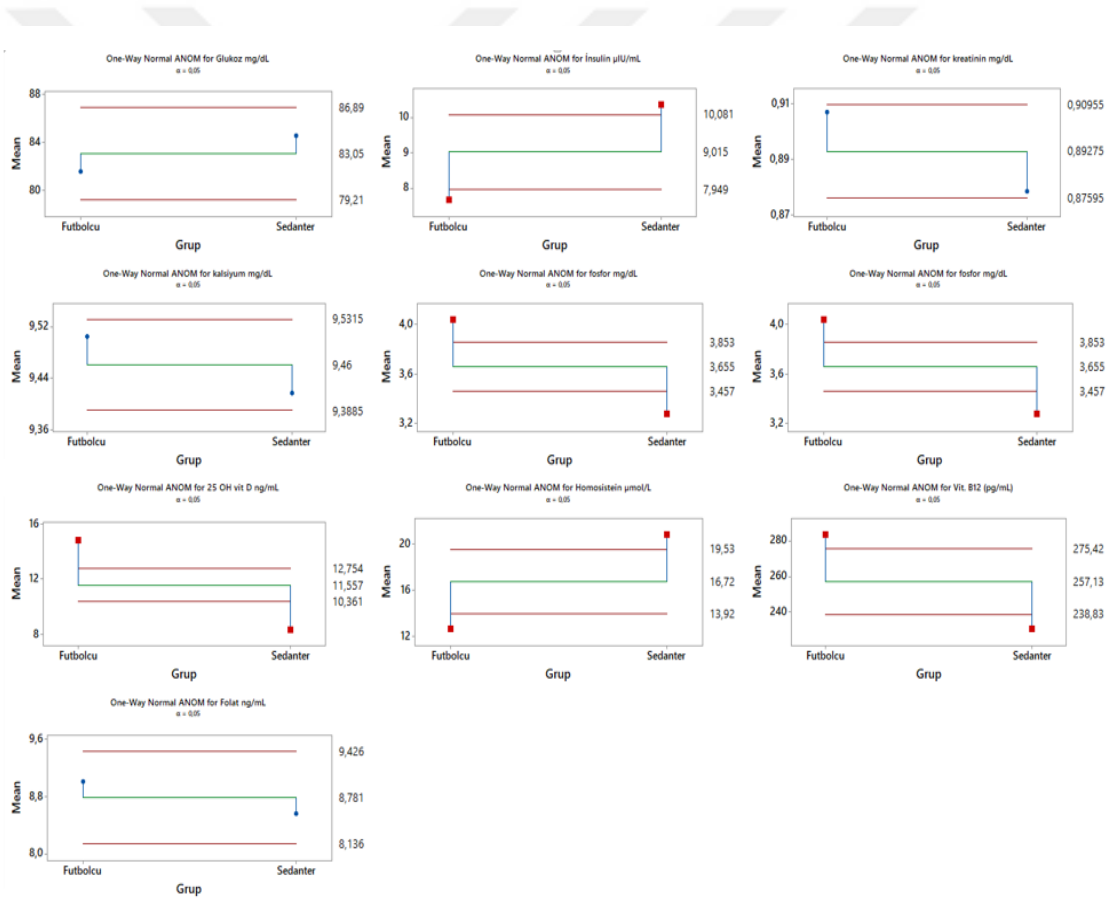 One-Way Normal ANOM for Glukoz mg/dL
α = 0,05
88
84
80
Mean
86,89
83,05
79,21
Futbolcu
Sedanter
Grup
One-Way Normal ANOM for İnsulin µIU/mL
α = 0,05
10
9
8
Mean
10,081
9,015
7,949
Futbolcu
Sedanter
Grup
One-Way Normal ANOM for kreatinin mg/dL
α = 0,05
0,91
0,89
0,87
Mean
0,90955
0,89275
0,87595
Futbolcu
Sedanter
Grup
One-Way Normal ANOM for kalsiyum mg/dL
α = 0,05
9,52
9,44
9,36
Mean
9,5315
9,46
9,3885
Futbolcu
Sedanter
Grup
One-Way Normal ANOM for fosfor mg/dL
α = 0,05
4,0
3,6
3,2
Mean
3,853
3,655
3,457
Futbolcu
Sedanter
Grup
One-Way Normal ANOM for fosfor mg/dL
α = 0,05
4,0
3,6
3,2
Mean
3,853
3,655
3,457
Futbolcu
Sedanter
Grup
One-Way Normal ANOM for 25 OH vit D ng/mL
α = 0,05
16
12
8
Mean
12,754
11,557
10,361
Futbolcu
Sedanter
Grup
One-Way Normal ANOM for Homosistein µmol/L
α = 0,05
20
16
12
Mean
19,53
16,72
13,92
Futbolcu
Sedanter
Grup
One-Way Normal ANOM for Vit. B12 (pg/mL)
α = 0,05
280
260
240
Mean
275,42
257,13
238,83
Futbolcu
Sedanter
Grup
One-Way Normal ANOM for Folat ng/mL
α = 0,05
9,6
8,8
8,0
Mean
9,426
8,781
8,136
Futbolcu
Sedanter
Grup